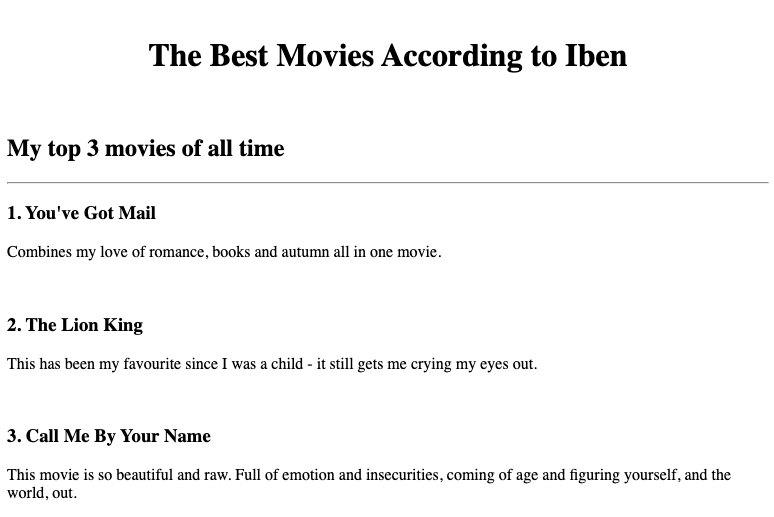 The Best Movies According to Iben
My top 3 movies of all time
1. You've Got Mail
Combines my love of romance, books and autumn all in one movie.
2. The Lion King
This has been my favourite since I was a child - it still gets me crying my eyes out.
3. Call Me By Your Name
This movie is so beautiful and raw. Full of emotion and insecurities, coming of age and figuring yourself, and the
world, out.